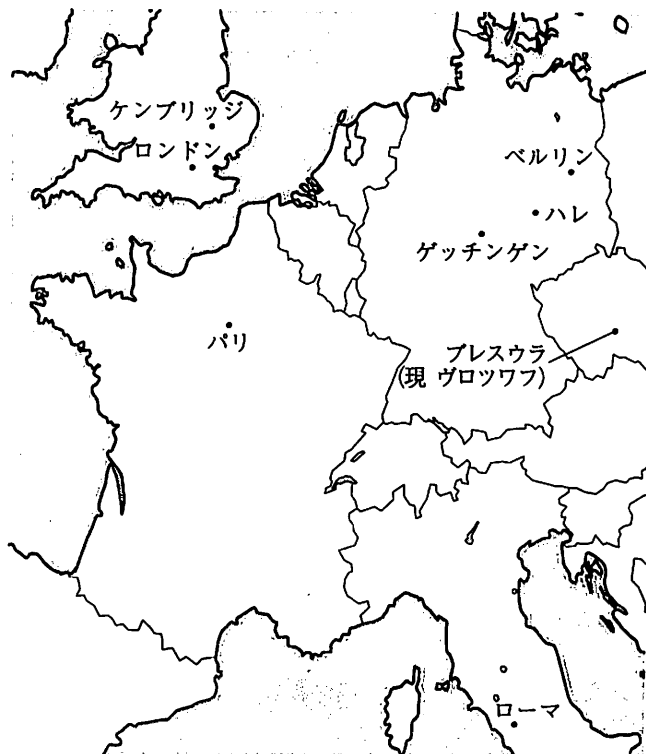 ケンブリッジ
ロンドン
ベルリン
ハレ
ゲッチンゲン
パリ
ブレスウラ
(現 ヴロツワフ)
ローマ